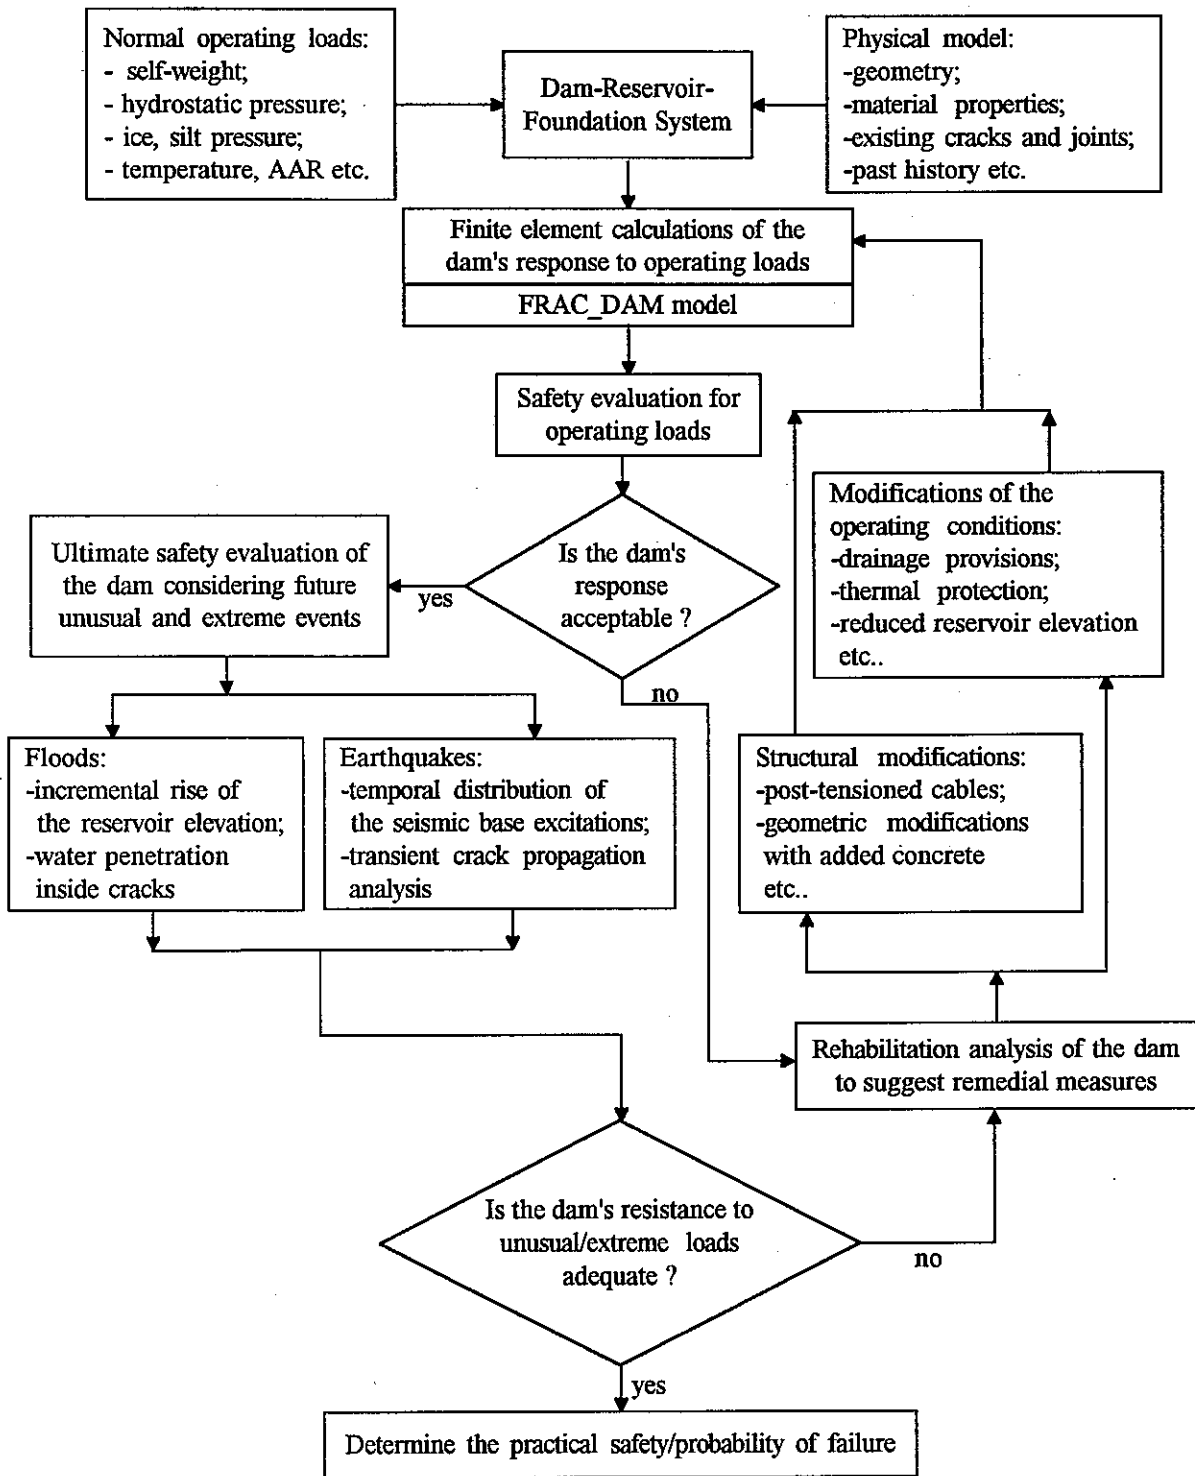 Normal operating loads:
- self-weight;
- hydrostatic pressure;
- ice, silt pressure;
- temperature, AAR etc.
Dam-Reservoir-
Foundation System
Physical model:
-geometry;
-material properties;
-existing cracks and joints;
-past history etc.
Finite element calculations of the
dam's response to operating loads
FRAC_DAM model
Safety evaluation for
operating loads
Is the dam's
response
acceptable ?
yes
no
Ultimate safety evaluation of
the dam considering future
unusual and extreme events
Modifications of the
operating conditions:
-drainage provisions;
-thermal protection;
-reduced reservoir elevation
etc..
Floods:
-incremental rise of
the reservoir elevation;
-water penetration
inside cracks
Earthquakes:
-temporal distribution of
the seismic base excitations;
-transient crack propagation
analysis
Structural modifications:
-post-tensioned cables;
-geometric modifications
with added concrete
etc..
Rehabilitation analysis of the dam
to suggest remedial measures
Is the dam's resistance to
unusual/extreme loads
adequate ?
no
yes
Determine the practical safety/probability of failure